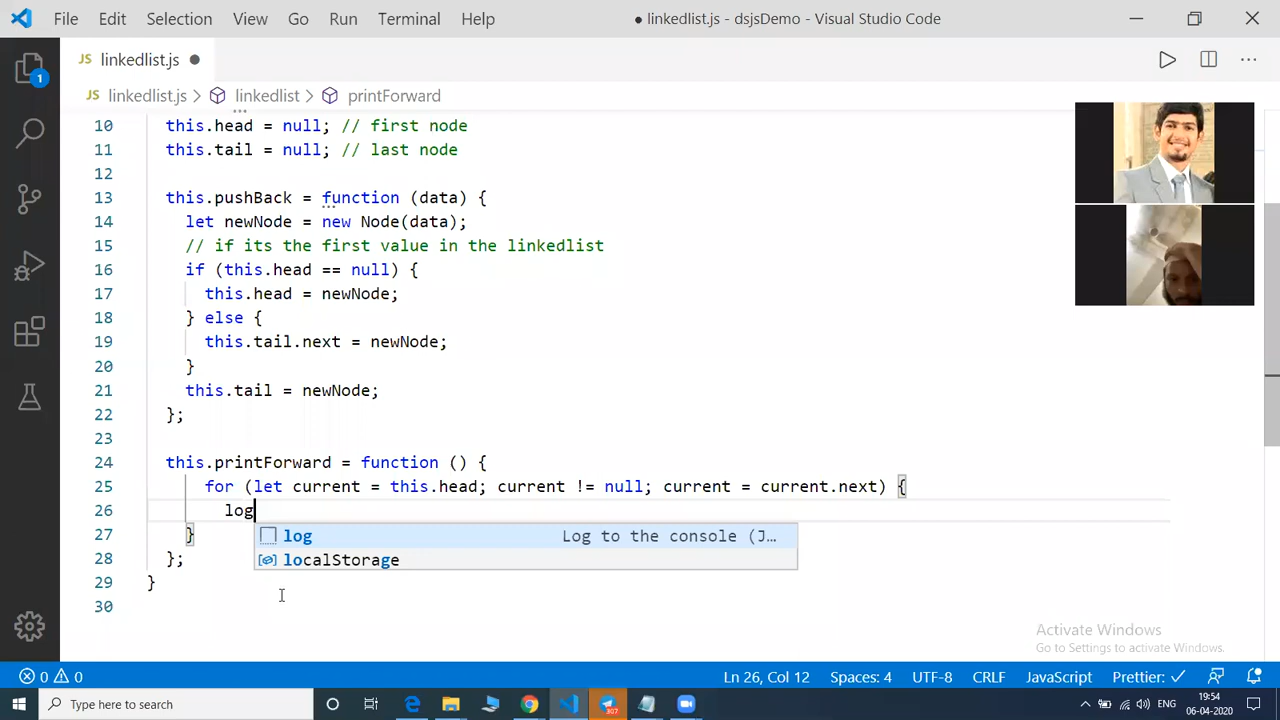 File Edit Selection View Go Run Terminal Help
● linkedlist.js - dsjsDemo - Visual Studio Code
JS linkedlist.js ●
JS linkedlist.js > linkedlist > printForward
10 this.head = null; // first node
11 this.tail = null; // last node
12
13 this.pushBack = function (data) {
14 let newNode = new Node(data);
15 // if its the first value in the linkedlist
16 if (this.head == null) {
17 this.head = newNode;
18 } else {
19 this.tail.next = newNode;
20 }
21 this.tail = newNode;
22 };
23
24 this.printForward = function () {
25 for (let current = this.head; current != null; current = current.next) {
26 log
27 }
28 };
29 }
30
log Log to the console (J…
localStorage
1
Activate Windows
Go to Settings to activate Windows.
0 0 Ln 26, Col 12 Spaces: 4 UTF-8 CRLF JavaScript Prettier: ✓
Type here to search
307
ENG 19:54
06-04-2020